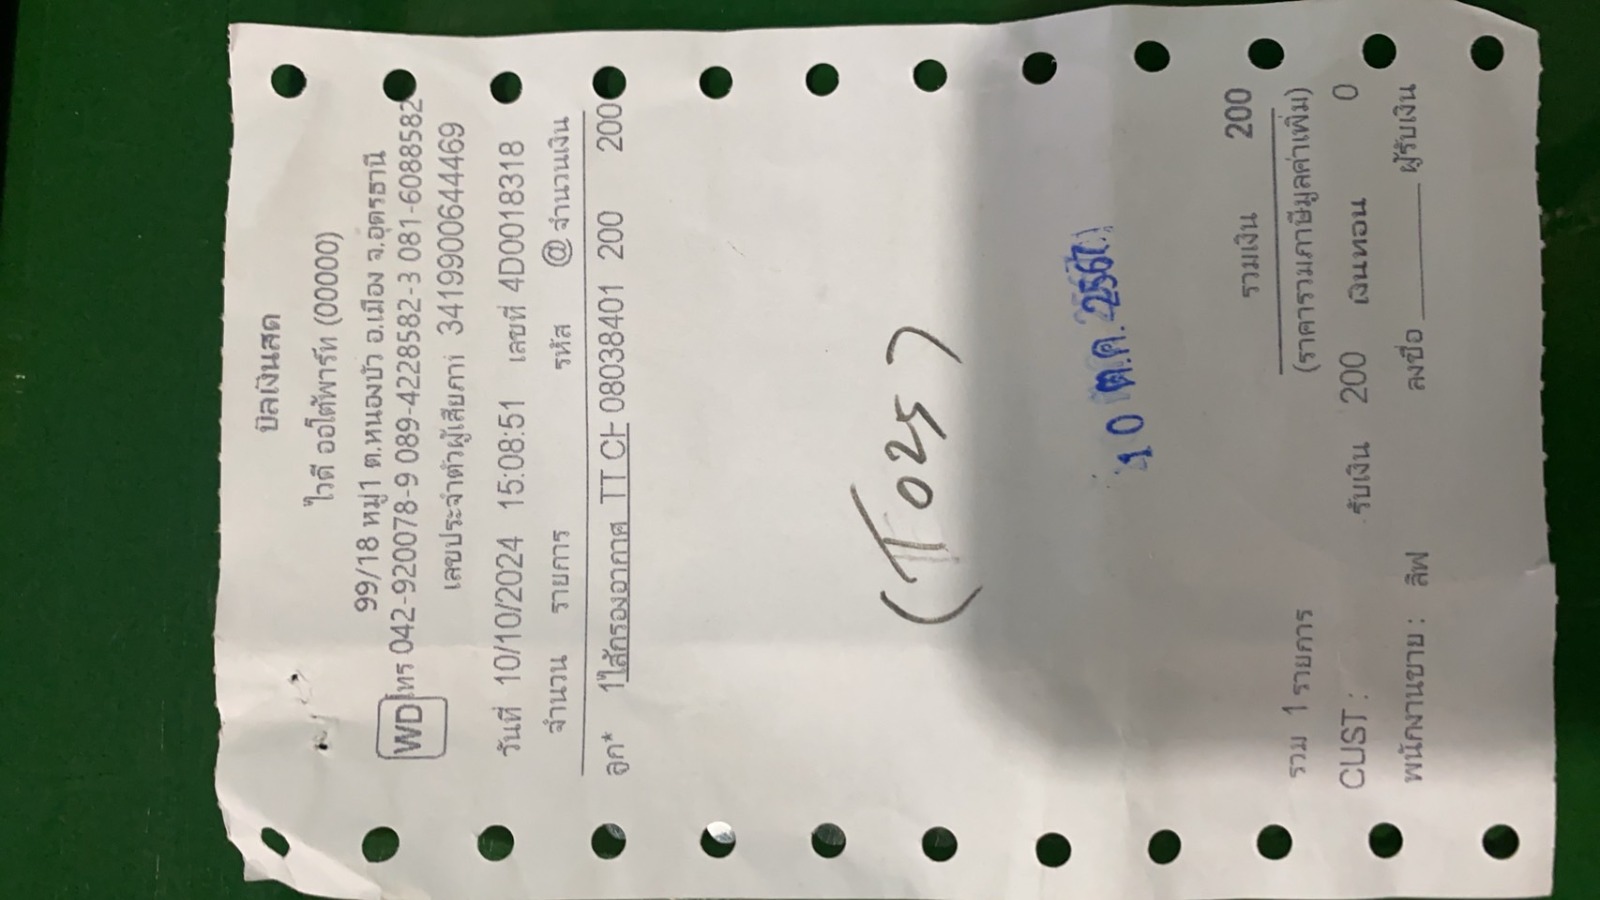 บิลเงินสด
ไวดี ออโต้พาร์ท (00000)
99/18 หมู่1 ต.หนองบัว อ.เมือง จ.อุดรธานี
WD โทร 042-920078-9 089-4228582-3 081-6088582
เลขประจำตัวผู้เสียภาษี 3419900644469
วันที่ 10/10/2024 15:08:51 เลขที่ 4D0018318
จำนวน รายการ รหัส @ จำนวนเงิน
ลูก* 1 ไส้กรองอากาศ TT CH 08038401 200 200
(T025)
10 ต.ค. 2567
รวม 1 รายการ รวมเงิน 200
(ราคารวมภาษีมูลค่าเพิ่ม)
CUST : รับเงิน 200 เงินทอน 0
พนักงานขาย : ลิฟ ลงชื่อ ผู้รับเงิน